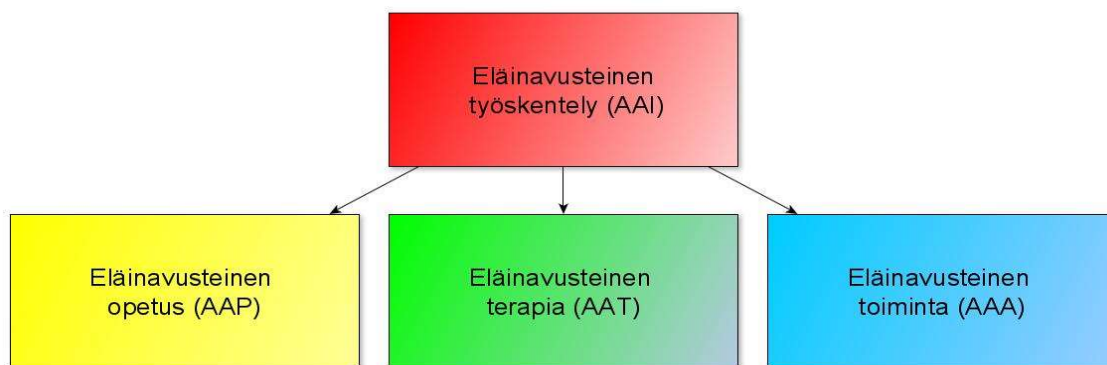 Eläinavusteinen
työskentely (AAI)
Eläinavusteinen
opetus (AAP)
Eläinavusteinen
terapia (AAT)
Eläinavusteinen
toiminta (AAA)